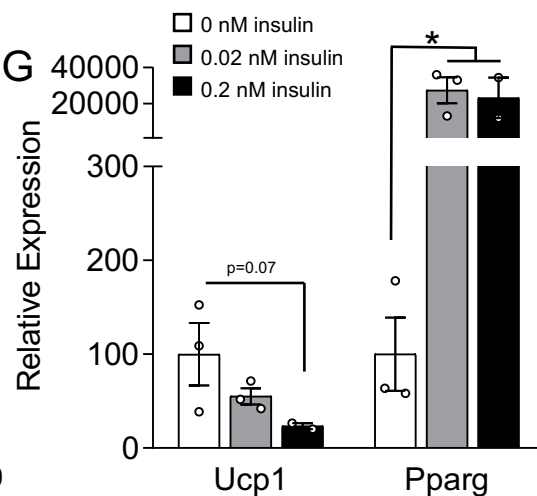 G
0 nM insulin
0.02 nM insulin
0.2 nM insulin
Relative Expression
40000
20000
300
200
100
0
*
p=0.07
Ucp1
Pparg